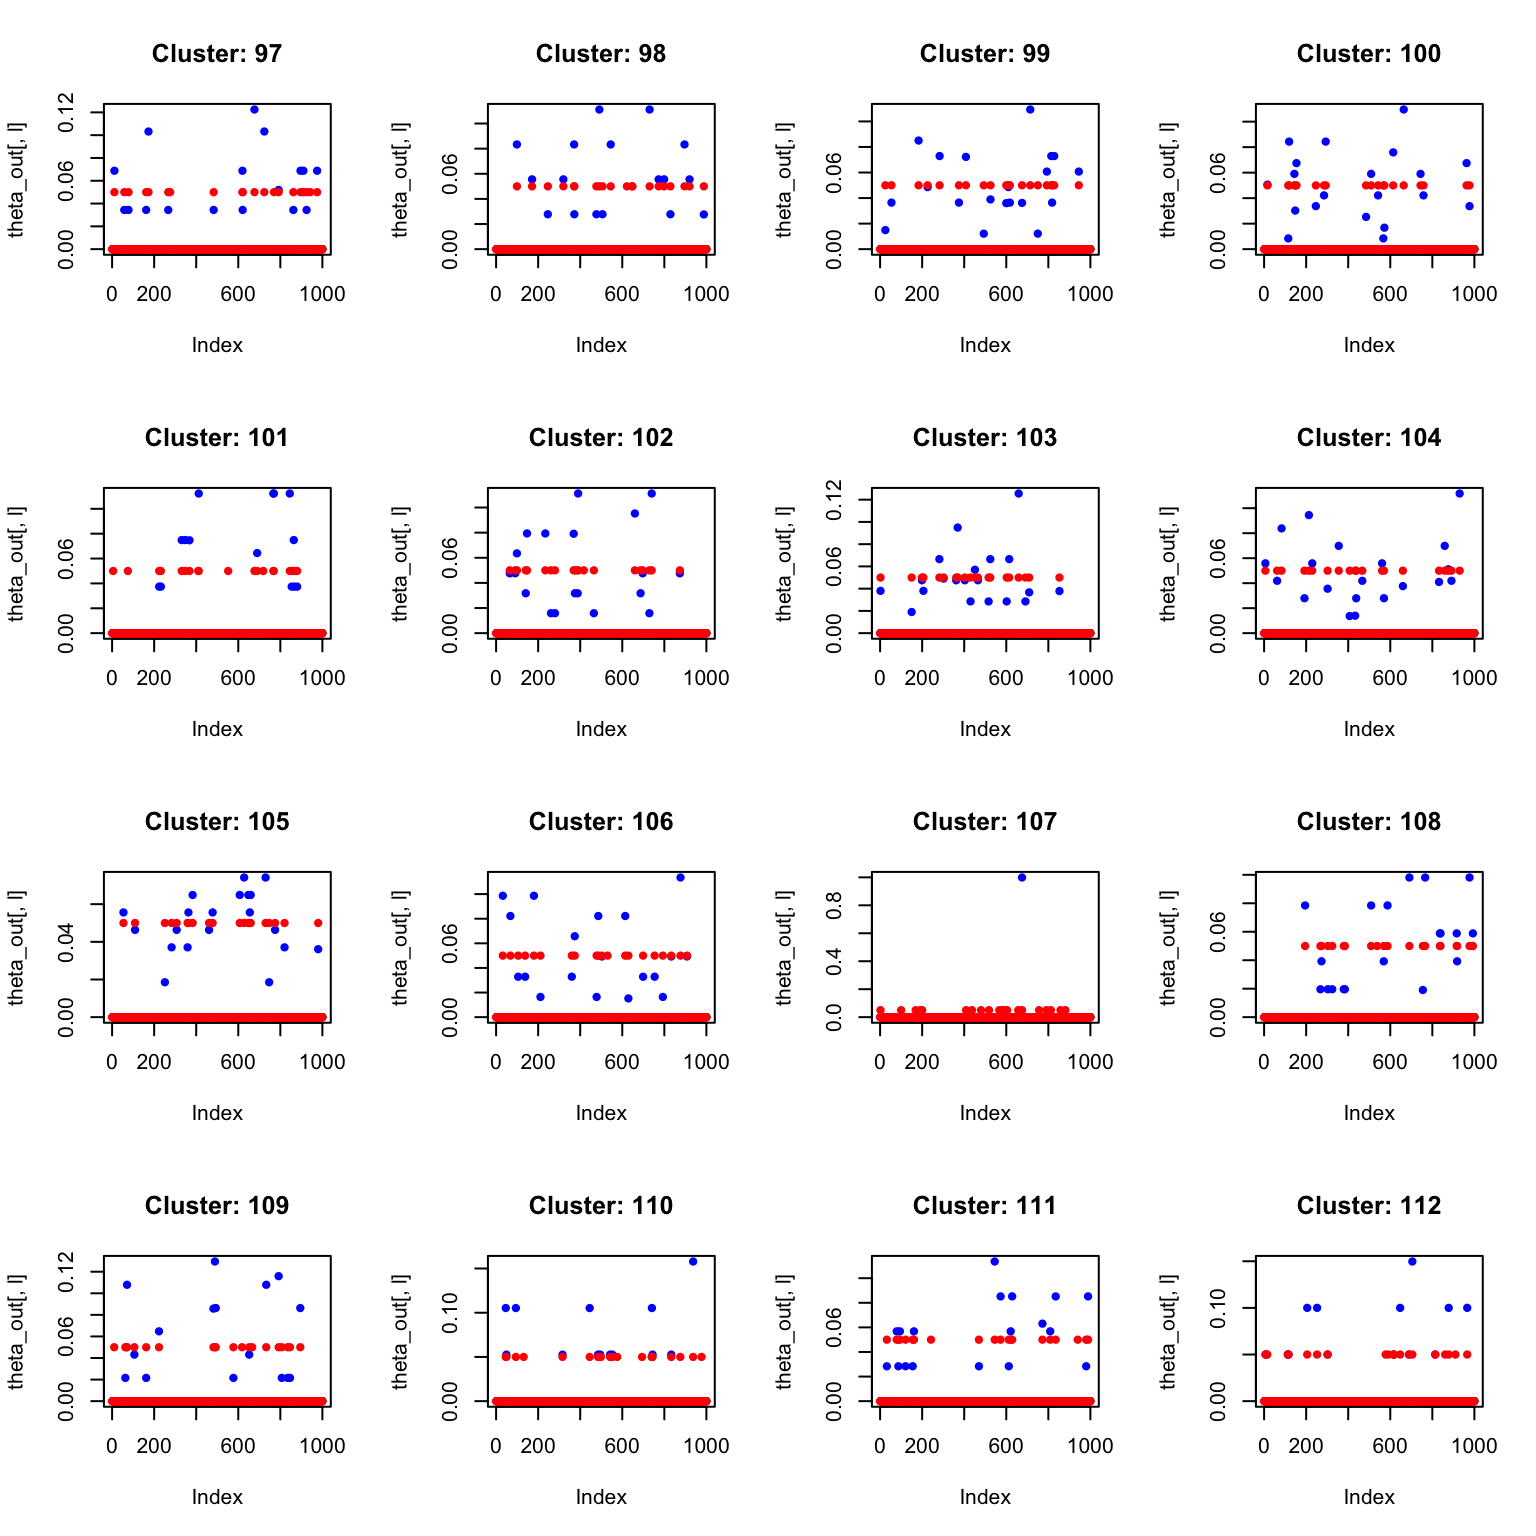 Cluster: 97
theta_out[, l]
0.00 0.06 0.12
0 200 600 1000
Index
Cluster: 98
theta_out[, l]
0.00 0.06
0 200 600 1000
Index
Cluster: 99
theta_out[, l]
0.00 0.06
0 200 600 1000
Index
Cluster: 100
theta_out[, l]
0.00 0.06
0 200 600 1000
Index
Cluster: 101
theta_out[, l]
0.00 0.06
0 200 600 1000
Index
Cluster: 102
theta_out[, l]
0.00 0.06
0 200 600 1000
Index
Cluster: 103
theta_out[, l]
0.00 0.06 0.12
0 200 600 1000
Index
Cluster: 104
theta_out[, l]
0.00 0.06
0 200 600 1000
Index
Cluster: 105
theta_out[, l]
0.00 0.04
0 200 600 1000
Index
Cluster: 106
theta_out[, l]
0.00 0.06
0 200 600 1000
Index
Cluster: 107
theta_out[, l]
0.0 0.4 0.8
0 200 600 1000
Index
Cluster: 108
theta_out[, l]
0.00 0.06
0 200 600 1000
Index
Cluster: 109
theta_out[, l]
0.00 0.06 0.12
0 200 600 1000
Index
Cluster: 110
theta_out[, l]
0.00 0.10
0 200 600 1000
Index
Cluster: 111
theta_out[, l]
0.00 0.06
0 200 600 1000
Index
Cluster: 112
theta_out[, l]
0.00 0.10
0 200 600 1000
Index